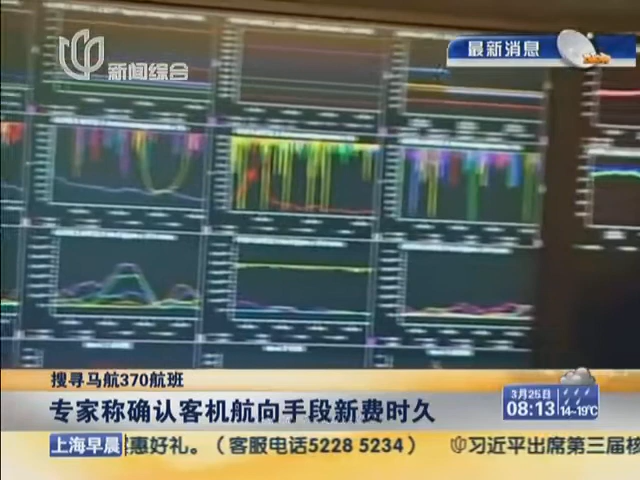 新闻综合
最新消息
搜寻马航370航班
专家称确认客机航向手段新费时久
3月25日
08:13
14~19℃
上海早晨
惠好礼。（客服电话5228 5234）
习近平出席第三届核